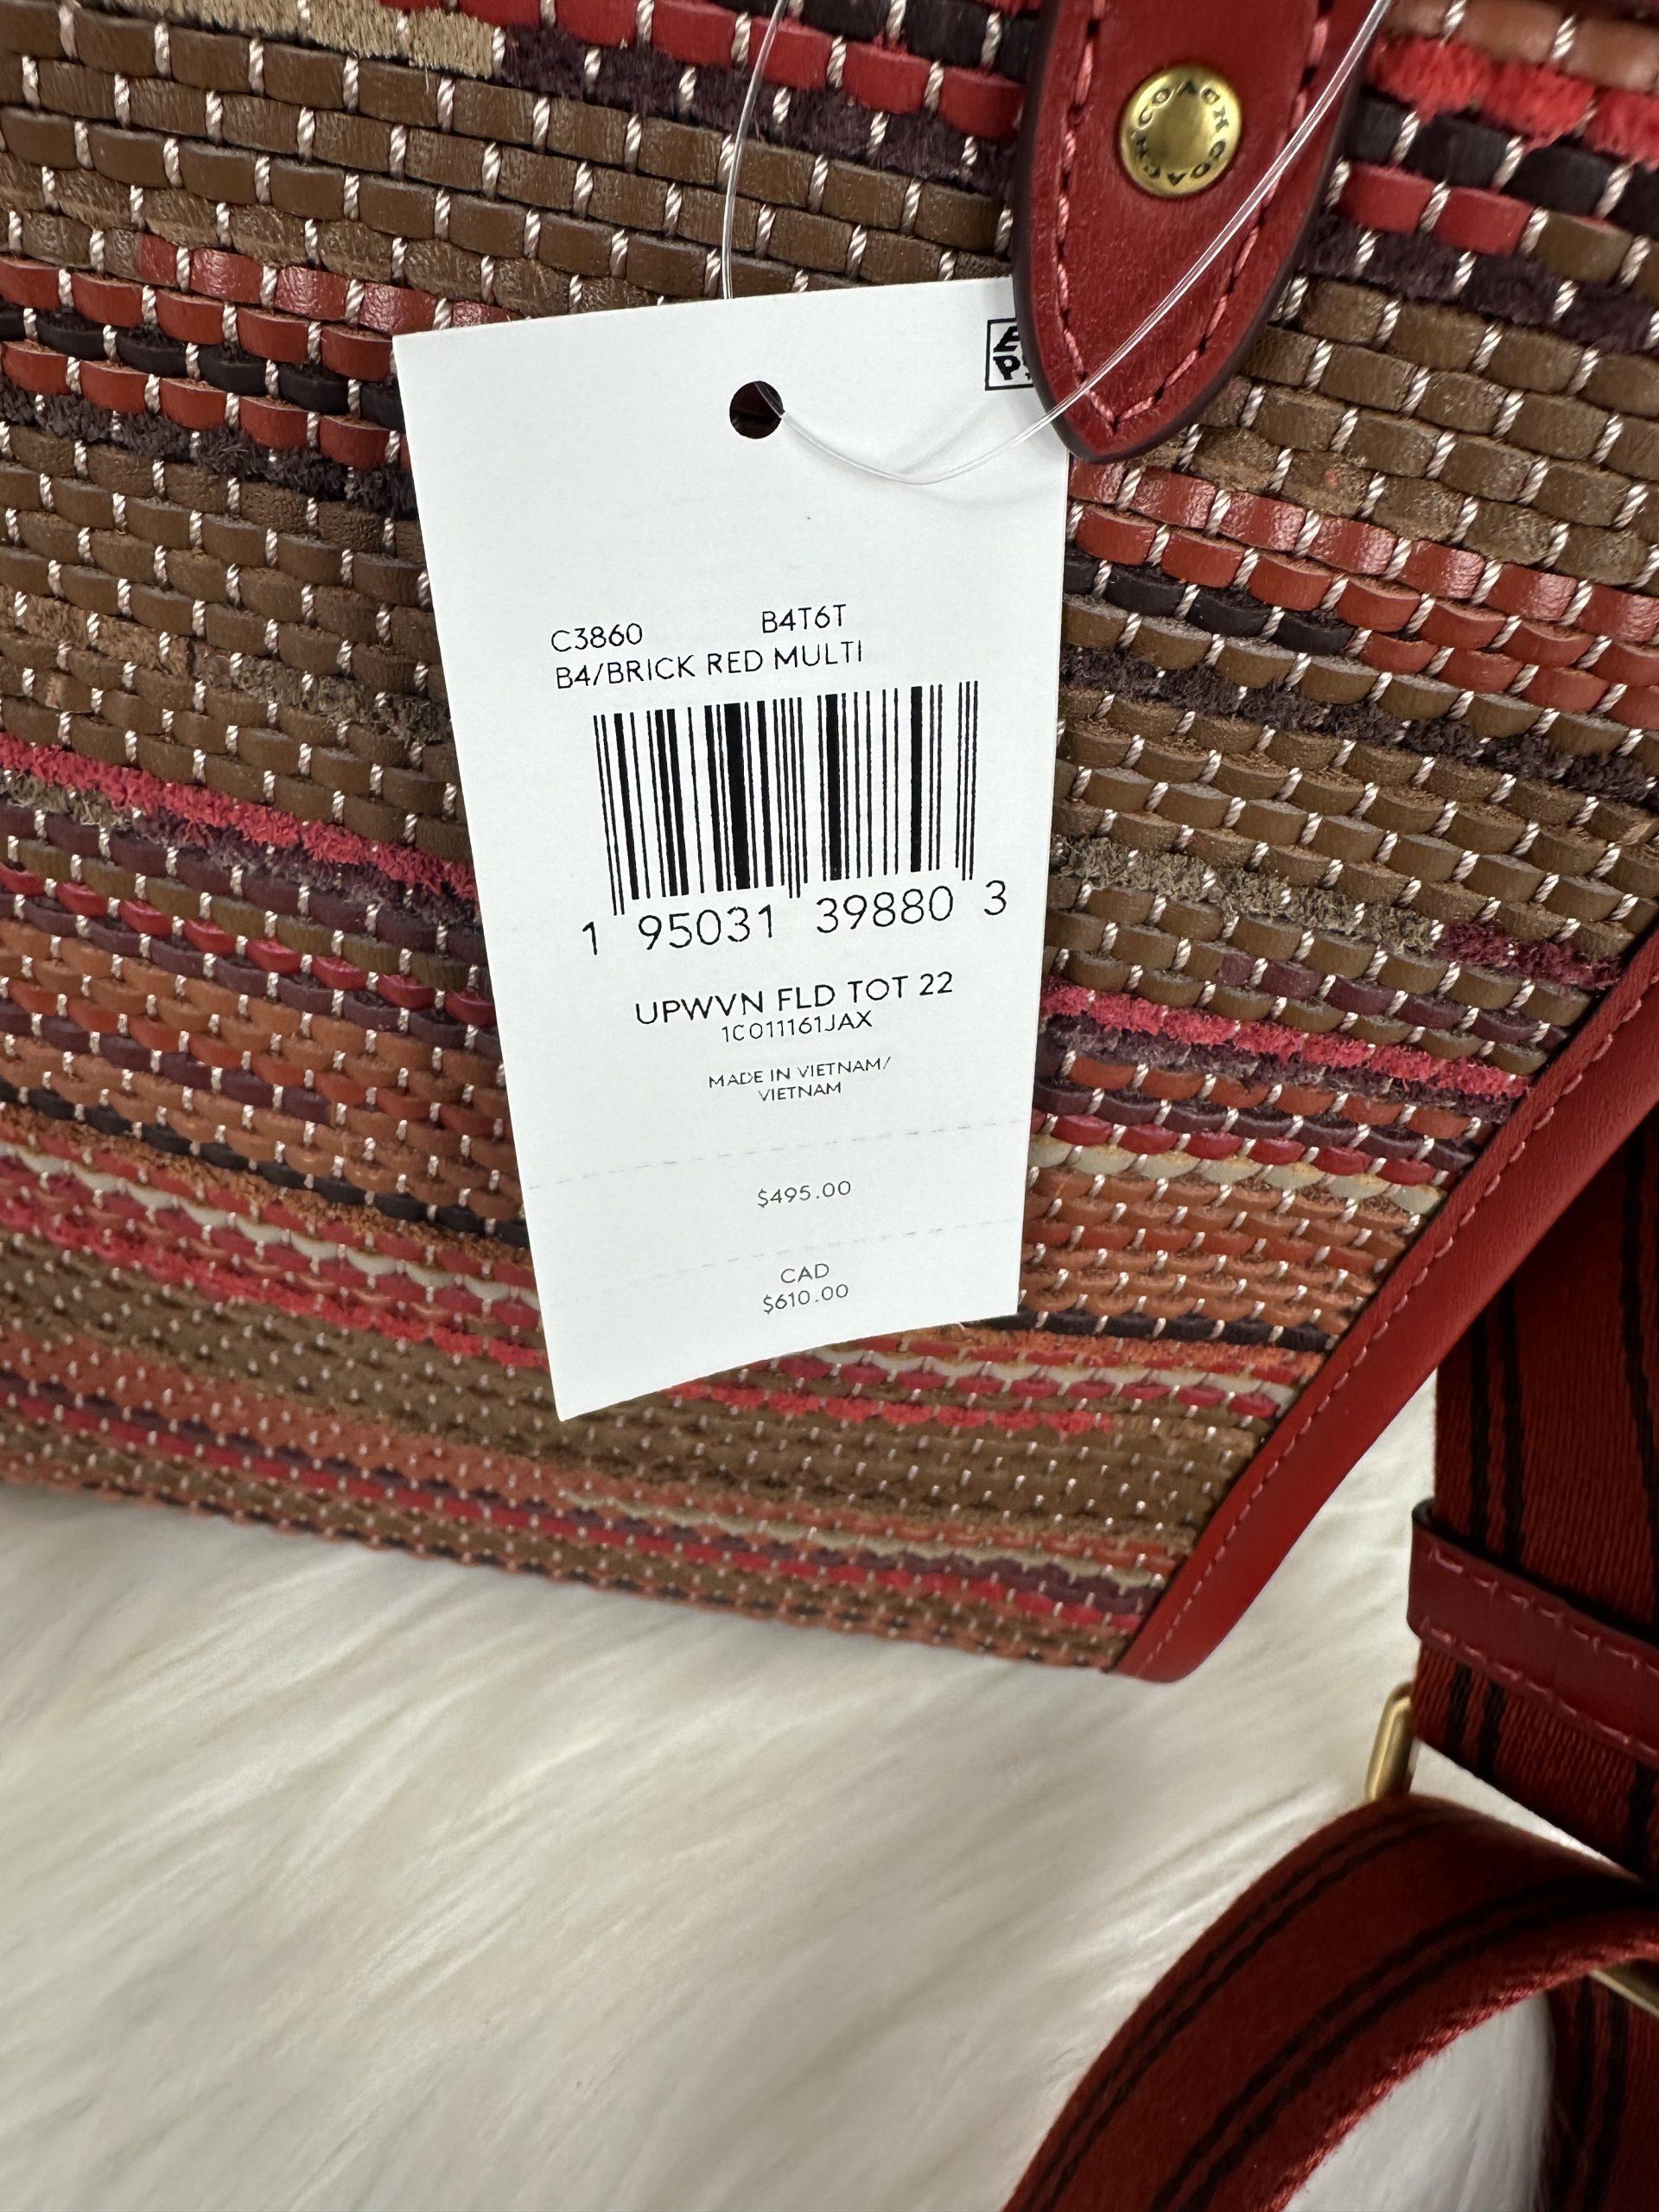 COACH COACH
C3860 B4T6T
B4/BRICK RED MULTI
1 95031 39880 3
UPWVN FLD TOT 22
1C011161JAX
MADE IN VIETNAM/
VIETNAM
$495.00
CAD
$610.00